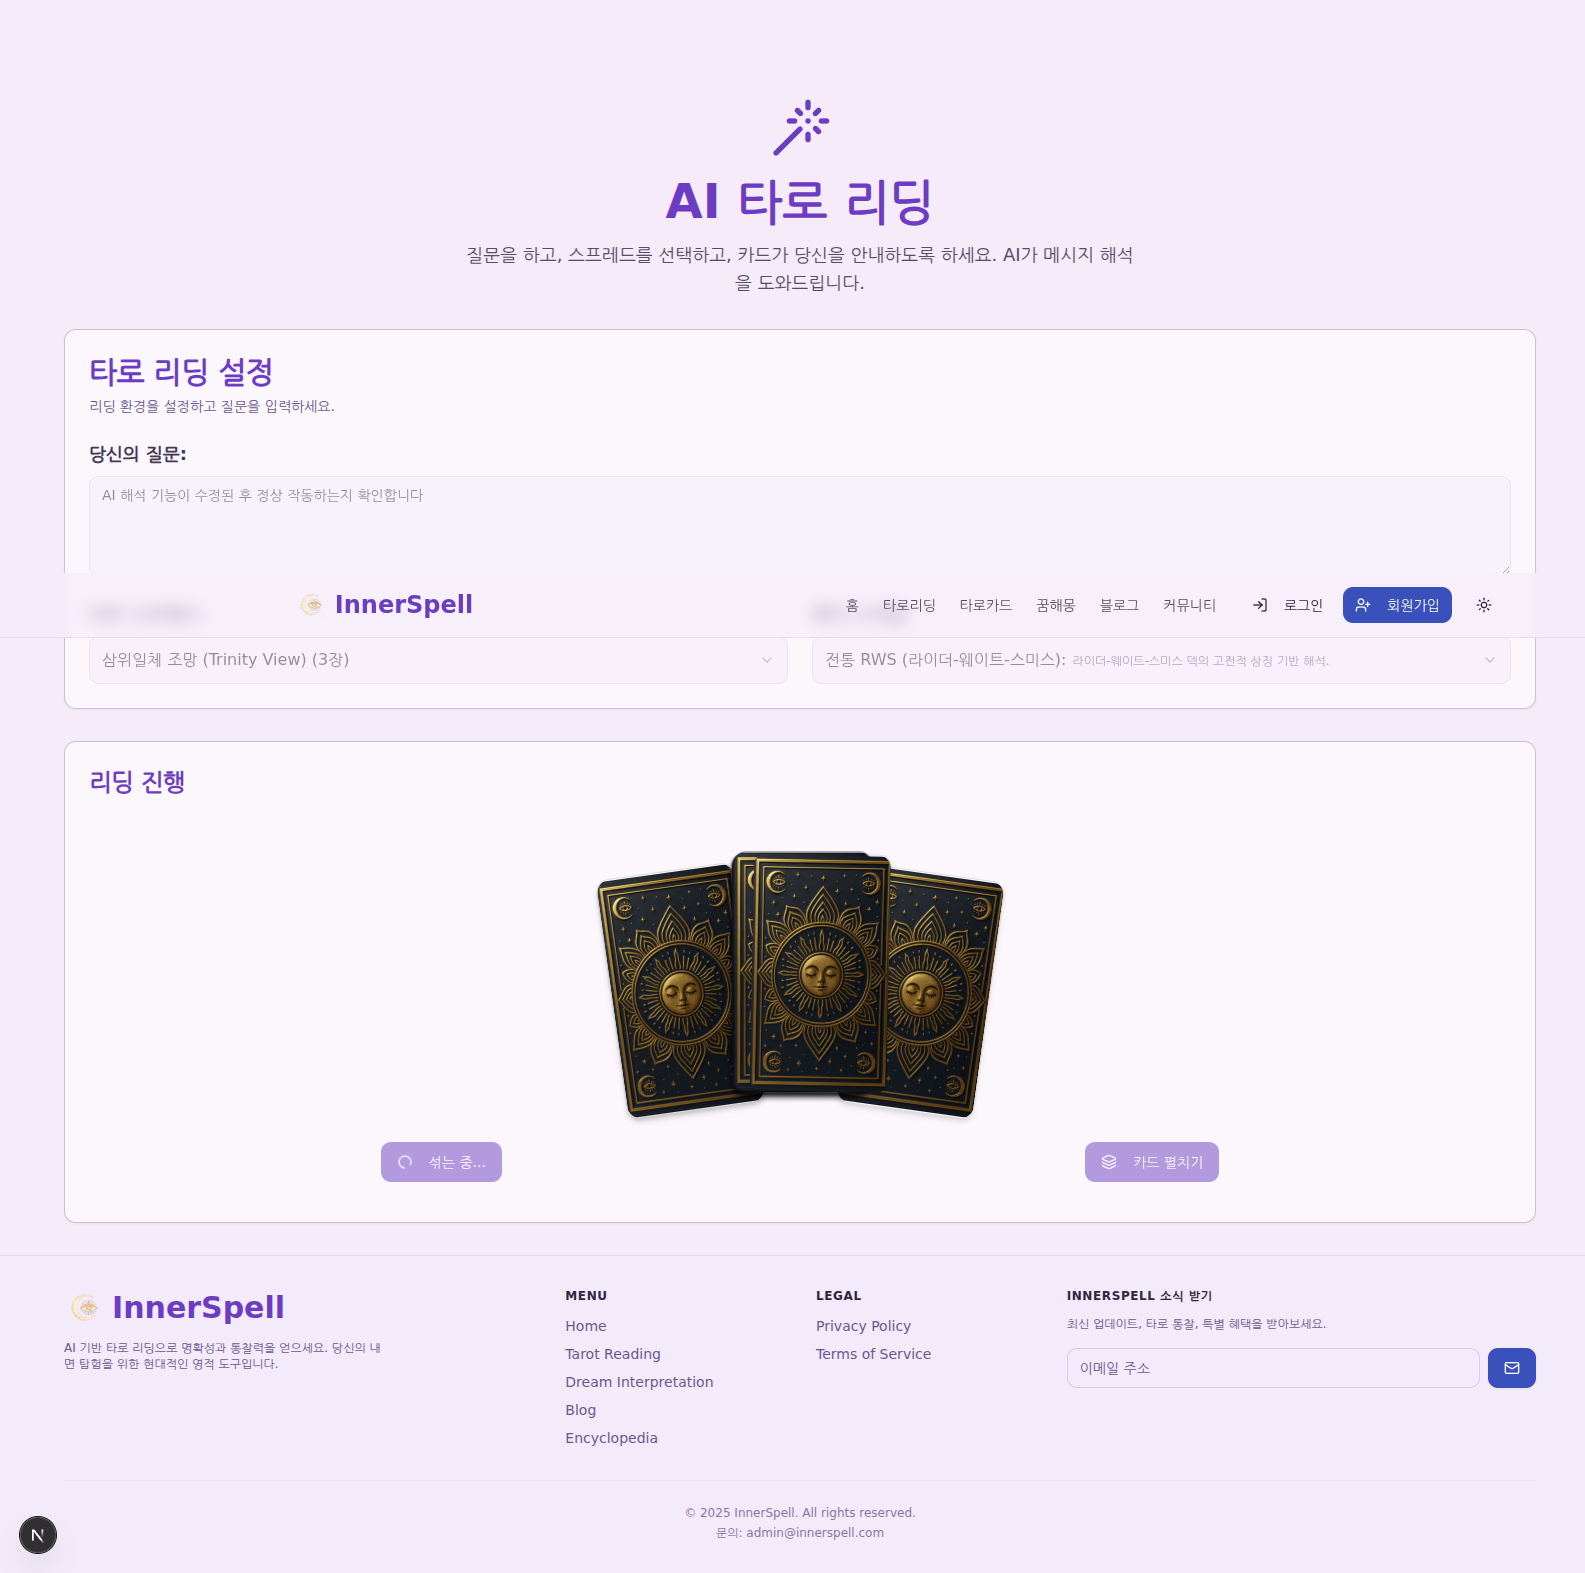 AI 타로 리딩
질문을 하고, 스프레드를 선택하고, 카드가 당신을 안내하도록 하세요. AI가 메시지 해석
을 도와드립니다.
타로 리딩 설정
리딩 환경을 설정하고 질문을 입력하세요.
당신의 질문:
AI 해석 기능이 수정된 후 정상 작동하는지 확인합니다
InnerSpell 홈 타로리딩 타로카드 꿈해몽 블로그 커뮤니티 로그인 회원가입
삼위일체 조망 (Trinity View) (3장)
전통 RWS (라이더-웨이트-스미스): 라이더-웨이트-스미스 덱의 고전적 상징 기반 해석.
리딩 진행
섞는 중...
카드 펼치기
InnerSpell
AI 기반 타로 리딩으로 명확성과 통찰력을 얻으세요. 당신의 내
면 탐험을 위한 현대적인 영적 도구입니다.
MENU
Home
Tarot Reading
Dream Interpretation
Blog
Encyclopedia
LEGAL
Privacy Policy
Terms of Service
INNERSPELL 소식 받기
최신 업데이트, 타로 통찰, 특별 혜택을 받아보세요.
이메일 주소
© 2025 InnerSpell. All rights reserved.
문의: admin@innerspell.com
N